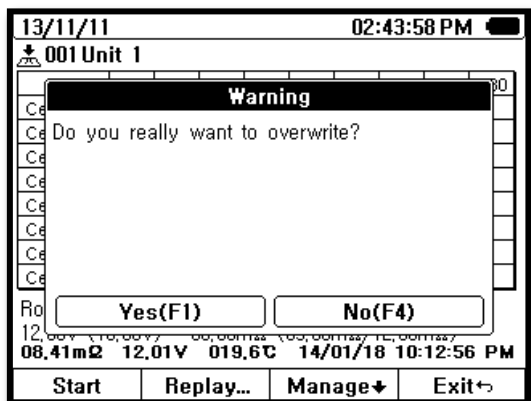 13/11/11 02:43:58 PM
001 Unit 1
Warning
Do you really want to overwrite?
Yes(F1) No(F4)
08,41mΩ 12,01V 019,6℃ 14/01/18 10:12:56 PM
Start Replay... Manage Exit